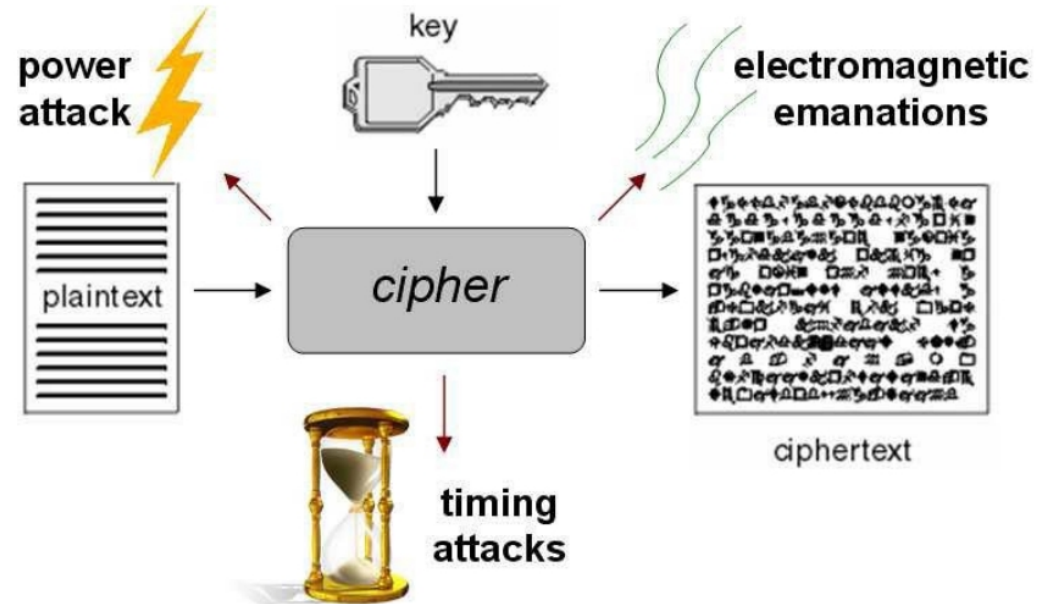 key
power
attack
electromagnetic
emanations
plaintext
cipher
ciphertext
timing
attacks